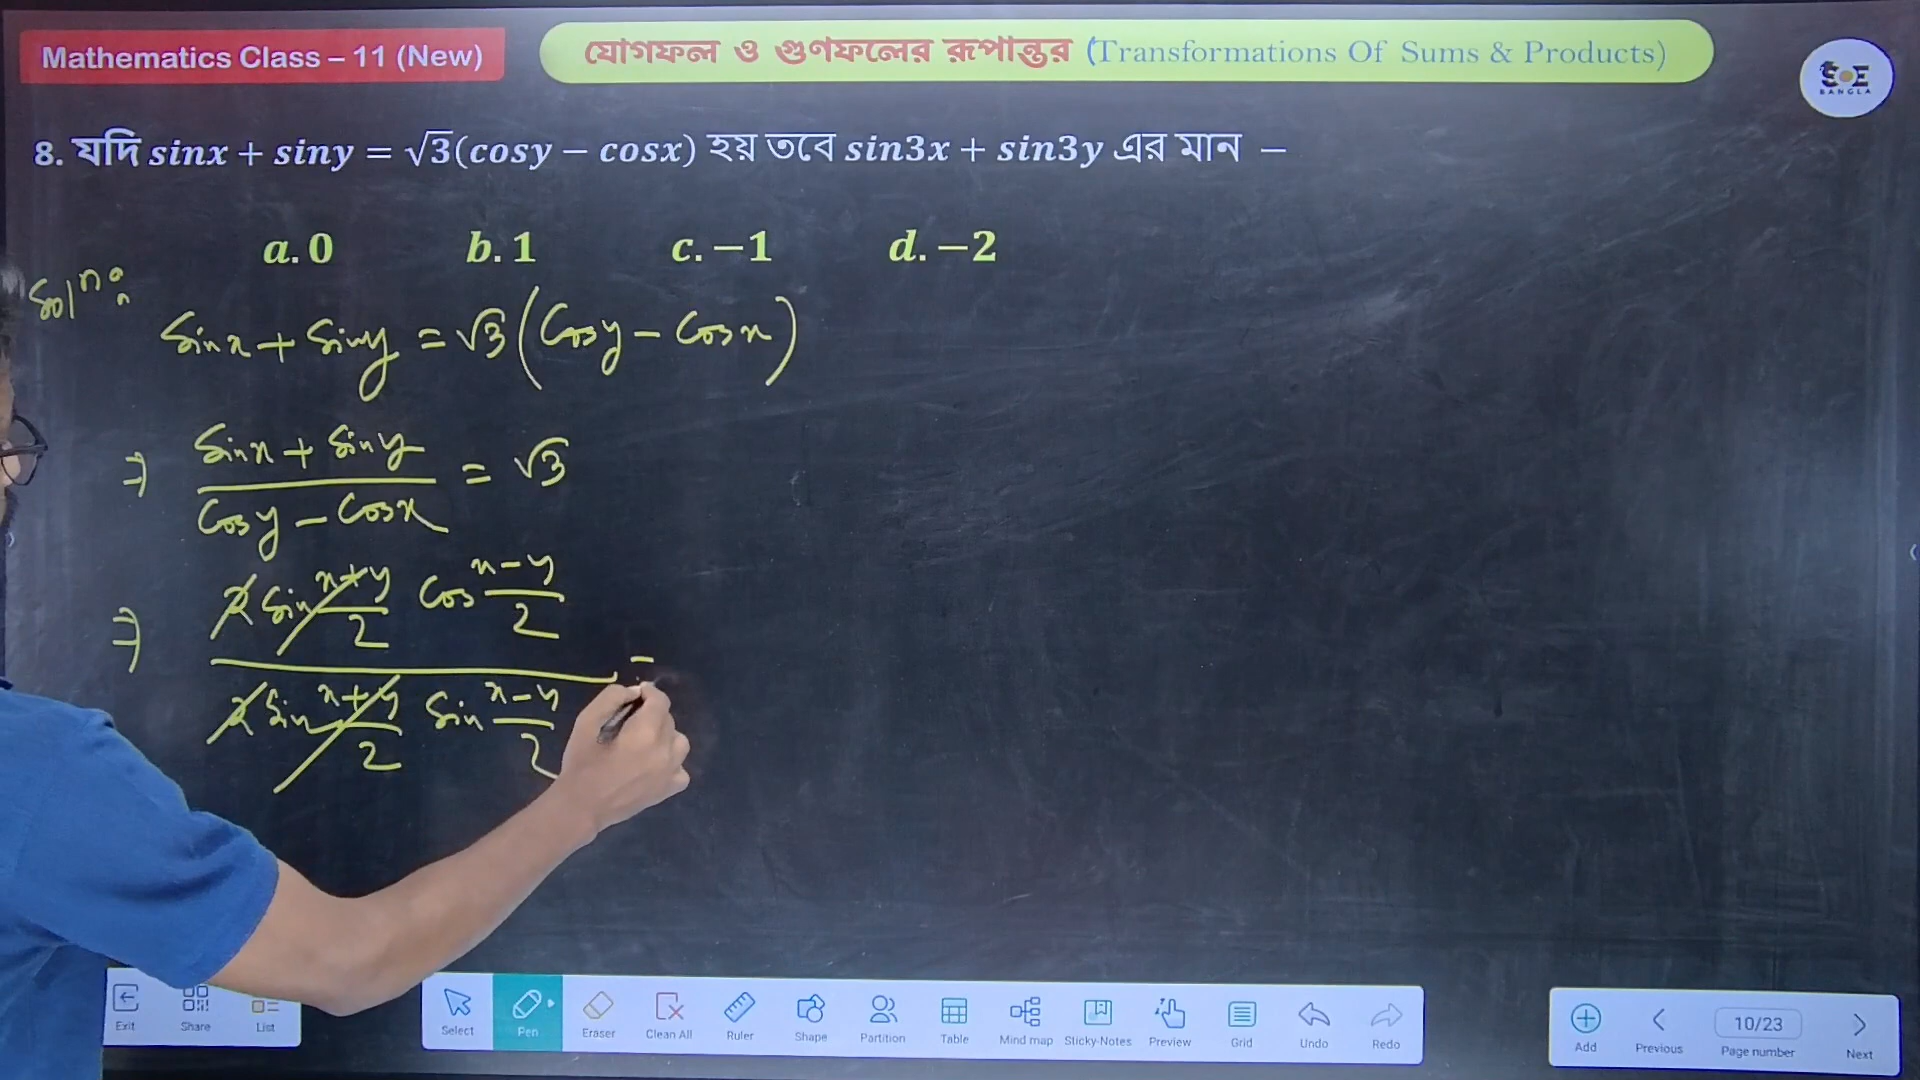 Mathematics Class – 11 (New)
যোগফল ও গুণফলের রূপান্তর (Transformations Of Sums & Products)
SOE
BANGLA
8. যদি sinx + siny = √3(cosy − cosx) হয় তবে sin3x + sin3y এর মান −
a. 0 b. 1 c. −1 d. −2
Solⁿ:
Sinx + Siny = √3 (Cosy − Cosx)
⇒ (Sinx + Siny) / (Cosy − Cosx) = √3
⇒ (2 Sin (x+y)/2 Cos (x−y)/2) / (2 Sin (x+y)/2 Sin (x−y)/2) =
Exit Share List Select Pen Eraser Clean All Ruler Shape Partition Table Mind map Sticky-Notes Preview Grid Undo Redo Add Previous 10/23 Page number Next